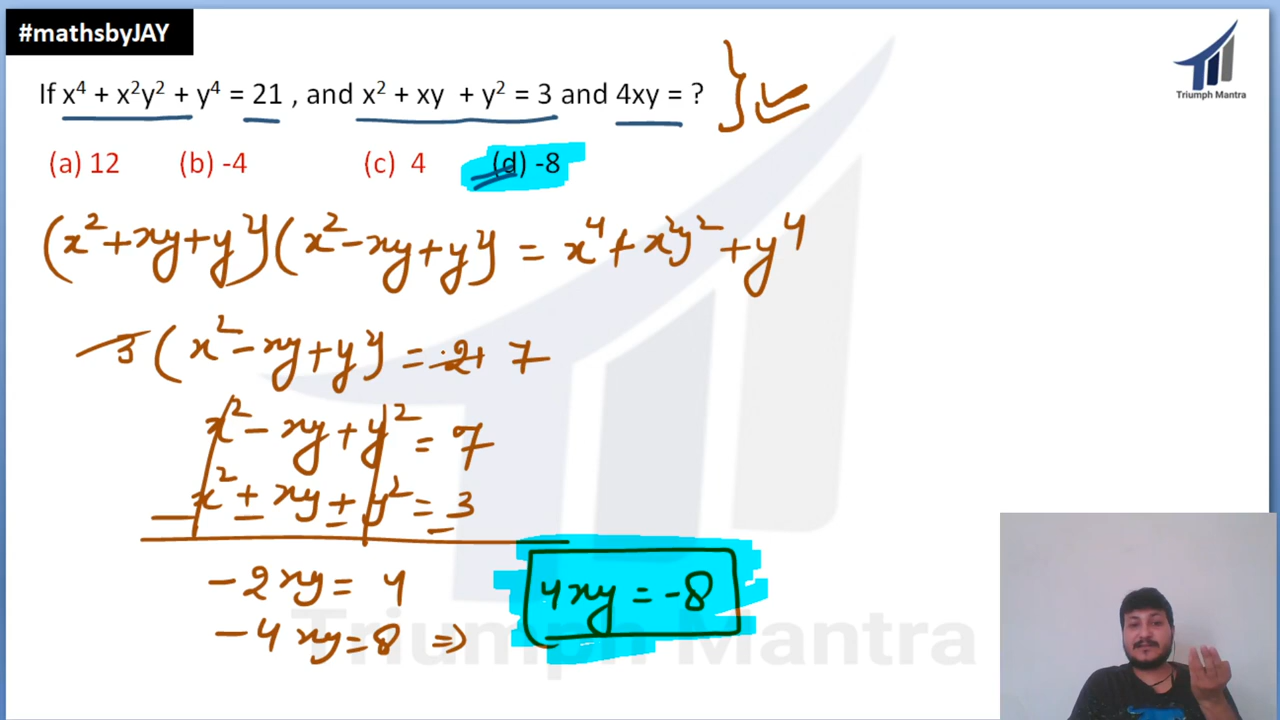 #mathsbyJAY
Triumph Mantra
If x⁴ + x²y² + y⁴ = 21 , and x² + xy + y² = 3 and 4xy = ?
(a) 12 (b) -4 (c) 4 (d) -8
(x²+xy+y²)(x²-xy+y²) = x⁴+x²y²+y⁴
3(x²-xy+y²) = 21 7
x²-xy+y² = 7
x²+xy+y² = 3
-2xy = 4
-4xy=8 ⇒ 4xy = -8
Triumph Mantra